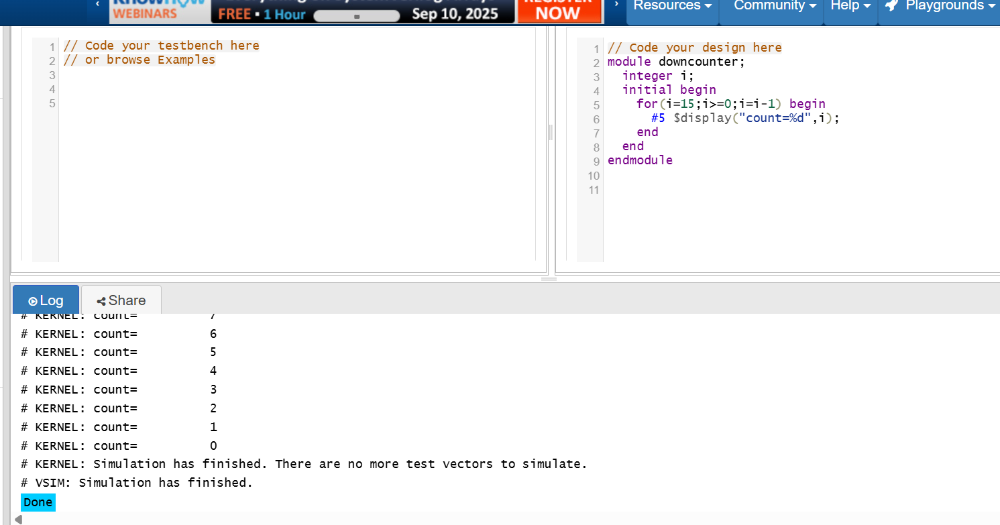 WEBINARS
FREE ▪ 1 Hour
Sep 10, 2025
REGISTER
NOW
Resources
Community
Help
Playgrounds
1 // Code your testbench here
2 // or browse Examples
3
4
5
1 // Code your design here
2 module downcounter;
3 integer i;
4 initial begin
5 for(i=15;i>=0;i=i-1) begin
6 #5 $display("count=%d",i);
7 end
8 end
9 endmodule
10
11
Log
Share
# KERNEL: count= 7
# KERNEL: count= 6
# KERNEL: count= 5
# KERNEL: count= 4
# KERNEL: count= 3
# KERNEL: count= 2
# KERNEL: count= 1
# KERNEL: count= 0
# KERNEL: Simulation has finished. There are no more test vectors to simulate.
# VSIM: Simulation has finished.
Done